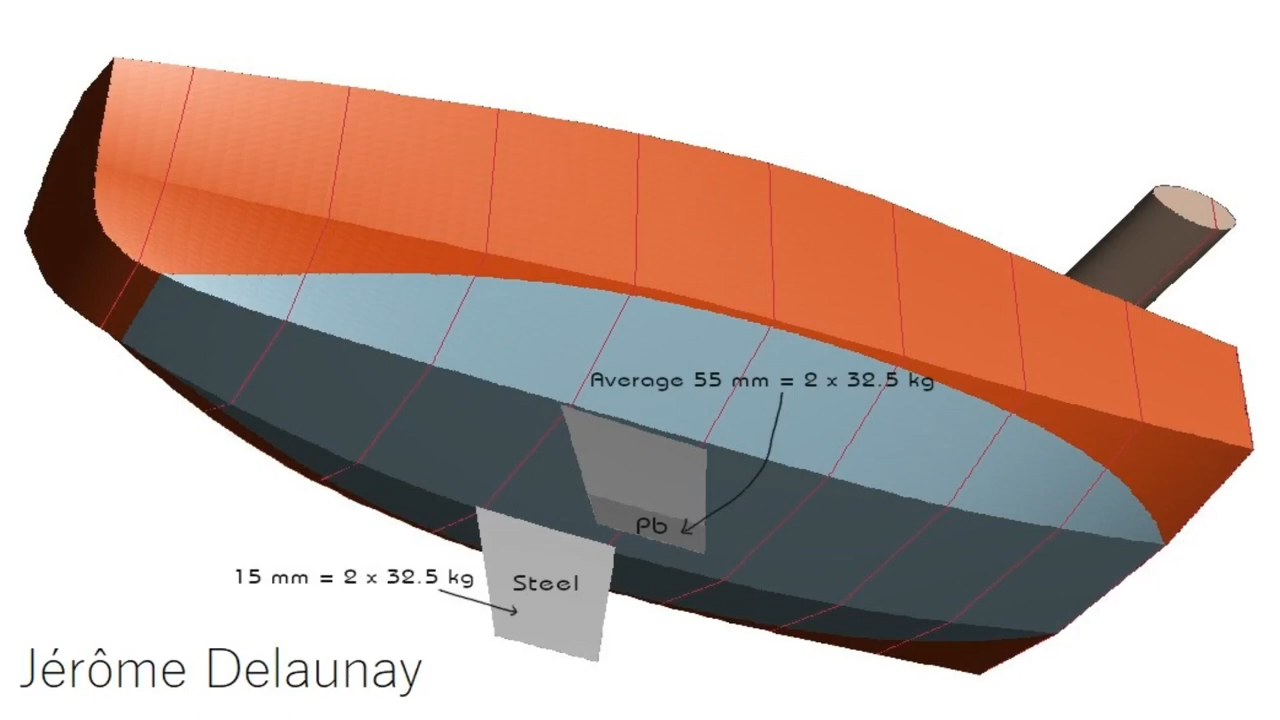 Average 55 mm = 2 x 32.5 kg
Pb
15 mm = 2 x 32.5 kg
Steel
Jérôme Delaunay